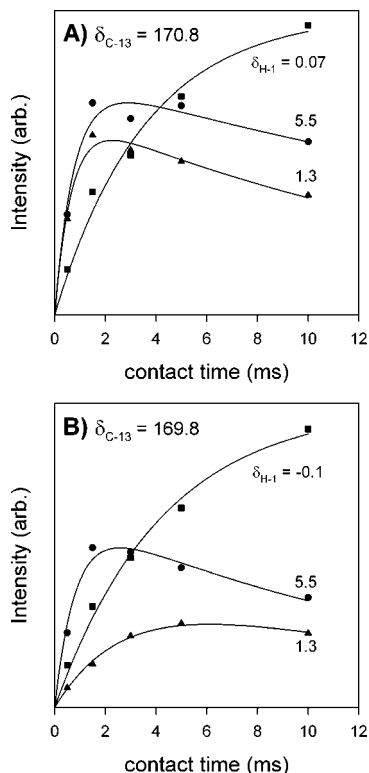 A) δC-13 = 170.8
δH-1 = 0.07
5.5
1.3
Intensity (arb.)
0 2 4 6 8 10 12
contact time (ms)
B) δC-13 = 169.8
δH-1 = -0.1
5.5
1.3
Intensity (arb.)
0 2 4 6 8 10 12
contact time (ms)